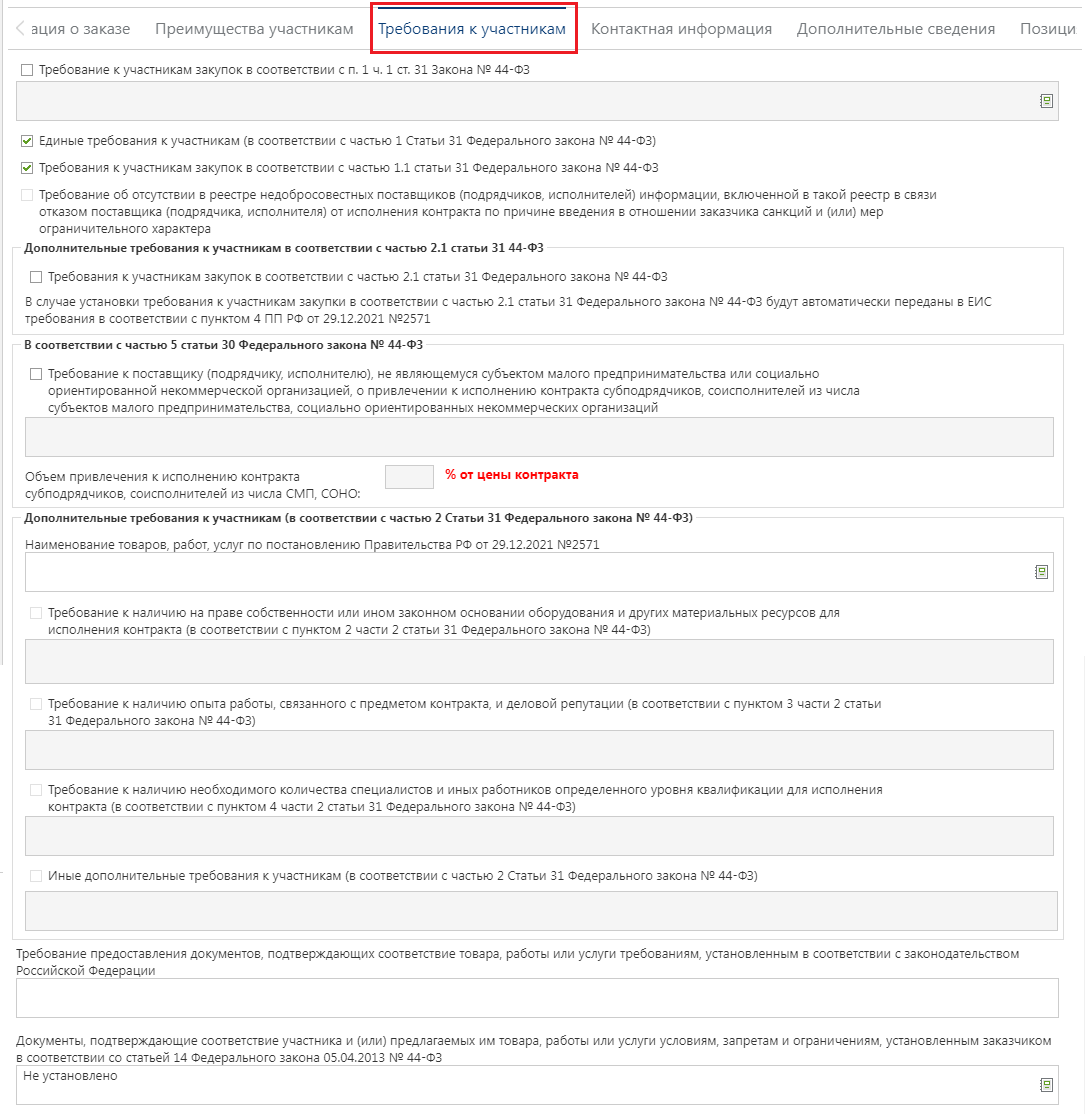 ация о заказе Преимущества участникам Требования к участникам Контактная информация Дополнительные сведения Позици
Требование к участникам закупок в соответствии с п. 1 ч. 1 ст. 31 Закона № 44-ФЗ
Единые требования к участникам (в соответствии с частью 1 Статьи 31 Федерального закона № 44-ФЗ)
Требования к участникам закупок в соответствии с частью 1.1 статьи 31 Федерального закона № 44-ФЗ
Требование об отсутствии в реестре недобросовестных поставщиков (подрядчиков, исполнителей) информации, включенной в такой реестр в связи
отказом поставщика (подрядчика, исполнителя) от исполнения контракта по причине введения в отношении заказчика санкций и (или) мер
ограничительного характера
Дополнительные требования к участникам в соответствии с частью 2.1 статьи 31 44-ФЗ
Требования к участникам закупок в соответствии с частью 2.1 статьи 31 Федерального закона № 44-ФЗ
В случае установки требования к участникам закупки в соответствии с частью 2.1 статьи 31 Федерального закона № 44-ФЗ будут автоматически переданы в ЕИС
требования в соответствии с пунктом 4 ПП РФ от 29.12.2021 №2571
В соответствии с частью 5 статьи 30 Федерального закона № 44-ФЗ
Требование к поставщику (подрядчику, исполнителю), не являющемуся субъектом малого предпринимательства или социально
ориентированной некоммерческой организацией, о привлечении к исполнению контракта субподрядчиков, соисполнителей из числа
субъектов малого предпринимательства, социально ориентированных некоммерческих организаций
Объем привлечения к исполнению контракта % от цены контракта
субподрядчиков, соисполнителей из числа СМП, СОНО:
Дополнительные требования к участникам (в соответствии с частью 2 Статьи 31 Федерального закона № 44-ФЗ)
Наименование товаров, работ, услуг по постановлению Правительства РФ от 29.12.2021 №2571
Требование к наличию на праве собственности или ином законном основании оборудования и других материальных ресурсов для
исполнения контракта (в соответствии с пунктом 2 части 2 статьи 31 Федерального закона № 44-ФЗ)
Требование к наличию опыта работы, связанного с предметом контракта, и деловой репутации (в соответствии с пунктом 3 части 2 статьи
31 Федерального закона № 44-ФЗ)
Требование к наличию необходимого количества специалистов и иных работников определенного уровня квалификации для исполнения
контракта (в соответствии с пунктом 4 части 2 статьи 31 Федерального закона № 44-ФЗ)
Иные дополнительные требования к участникам (в соответствии с частью 2 Статьи 31 Федерального закона № 44-ФЗ)
Требование предоставления документов, подтверждающих соответствие товара, работы или услуги требованиям, установленным в соответствии с законодательством
Российской Федерации
Документы, подтверждающие соответствие участника и (или) предлагаемых им товара, работы или услуги условиям, запретам и ограничениям, установленным заказчиком
в соответствии со статьей 14 Федерального закона 05.04.2013 № 44-ФЗ
Не установлено